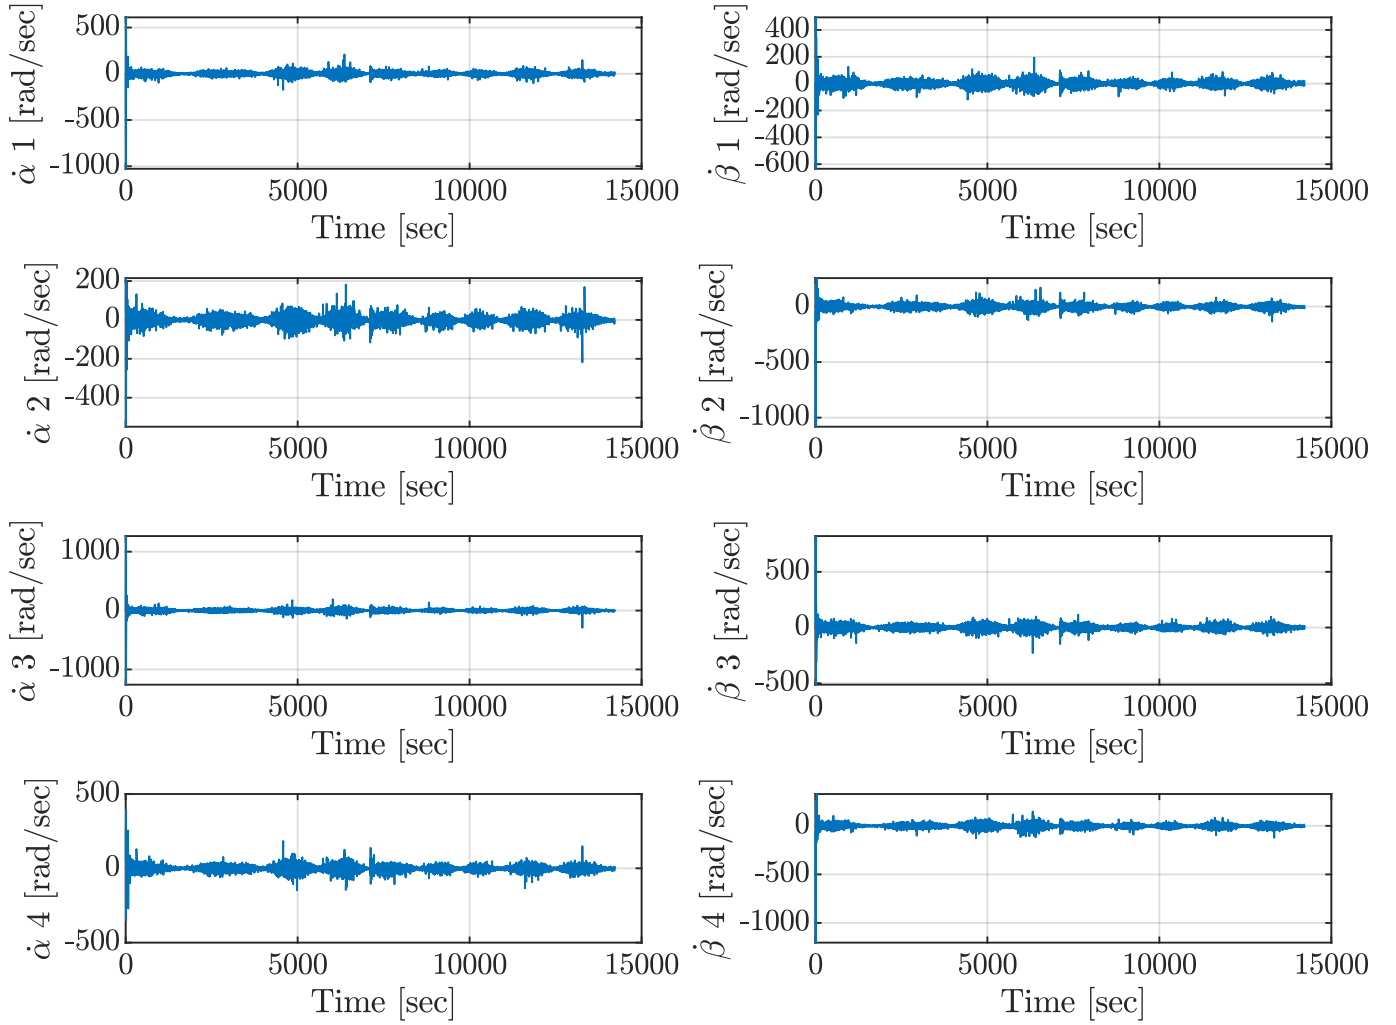 α̇ 1 [rad/sec]
500
0
-500
-1000
0 5000 10000 15000
Time [sec]
β̇ 1 [rad/sec]
400
200
0
-200
-400
-600
0 5000 10000 15000
Time [sec]
α̇ 2 [rad/sec]
200
0
-200
-400
0 5000 10000 15000
Time [sec]
β̇ 2 [rad/sec]
0
-500
-1000
0 5000 10000 15000
Time [sec]
α̇ 3 [rad/sec]
1000
0
-1000
0 5000 10000 15000
Time [sec]
β̇ 3 [rad/sec]
500
0
-500
0 5000 10000 15000
Time [sec]
α̇ 4 [rad/sec]
500
0
-500
0 5000 10000 15000
Time [sec]
β̇ 4 [rad/sec]
0
-500
-1000
0 5000 10000 15000
Time [sec]